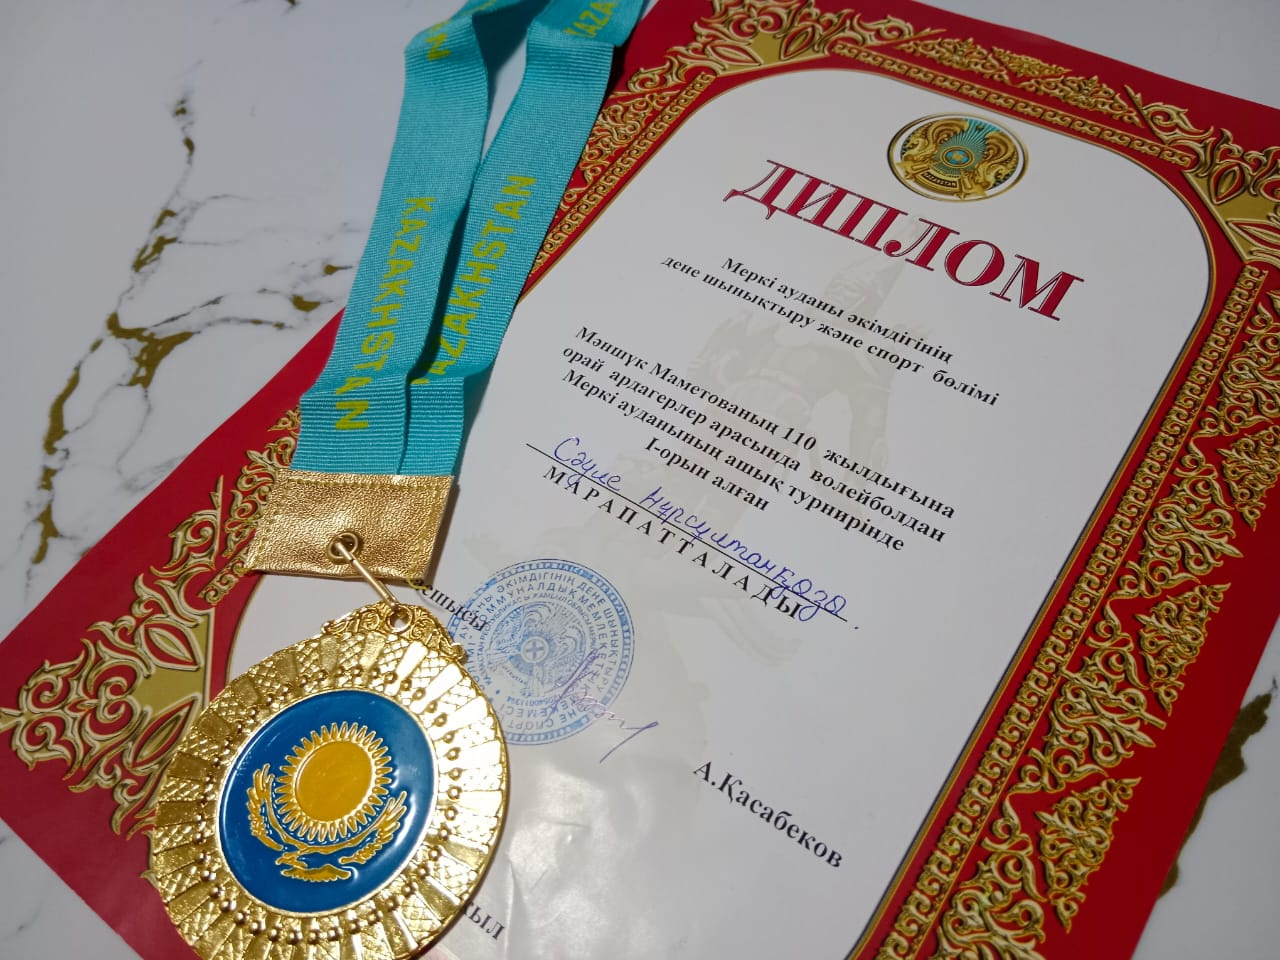 KAZAKHSTAN
KAZAKHSTAN
ДИПЛОМ
Меркі ауданы әкімдігінің
дене шынықтыру және спорт бөлімі
Мәншүк Маметованың 110 жылдығына
орай ардагерлер арасында волейболдан
Меркі ауданының ашық турнирінде
І-орын алған
Сәуле Нұрсұлтанқызы
МАРАПАТТАЛАДЫ
А.Қасабеков